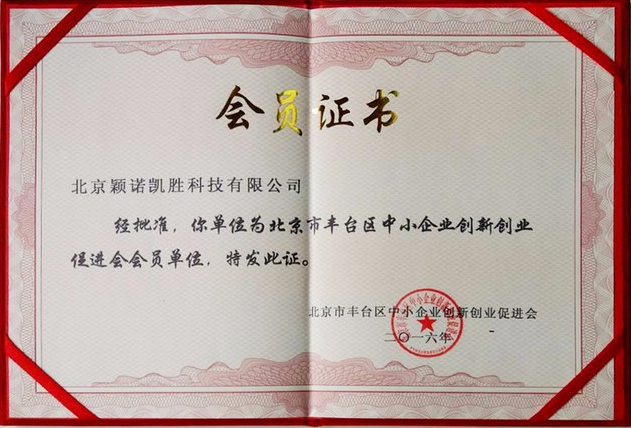 会员证书
北京颖诺凯胜科技有限公司
经批准，你单位为北京市丰台区中小企业创新创业
促进会会员单位，特发此证。
北京市丰台区中小企业创新创业促进会
二〇一六年